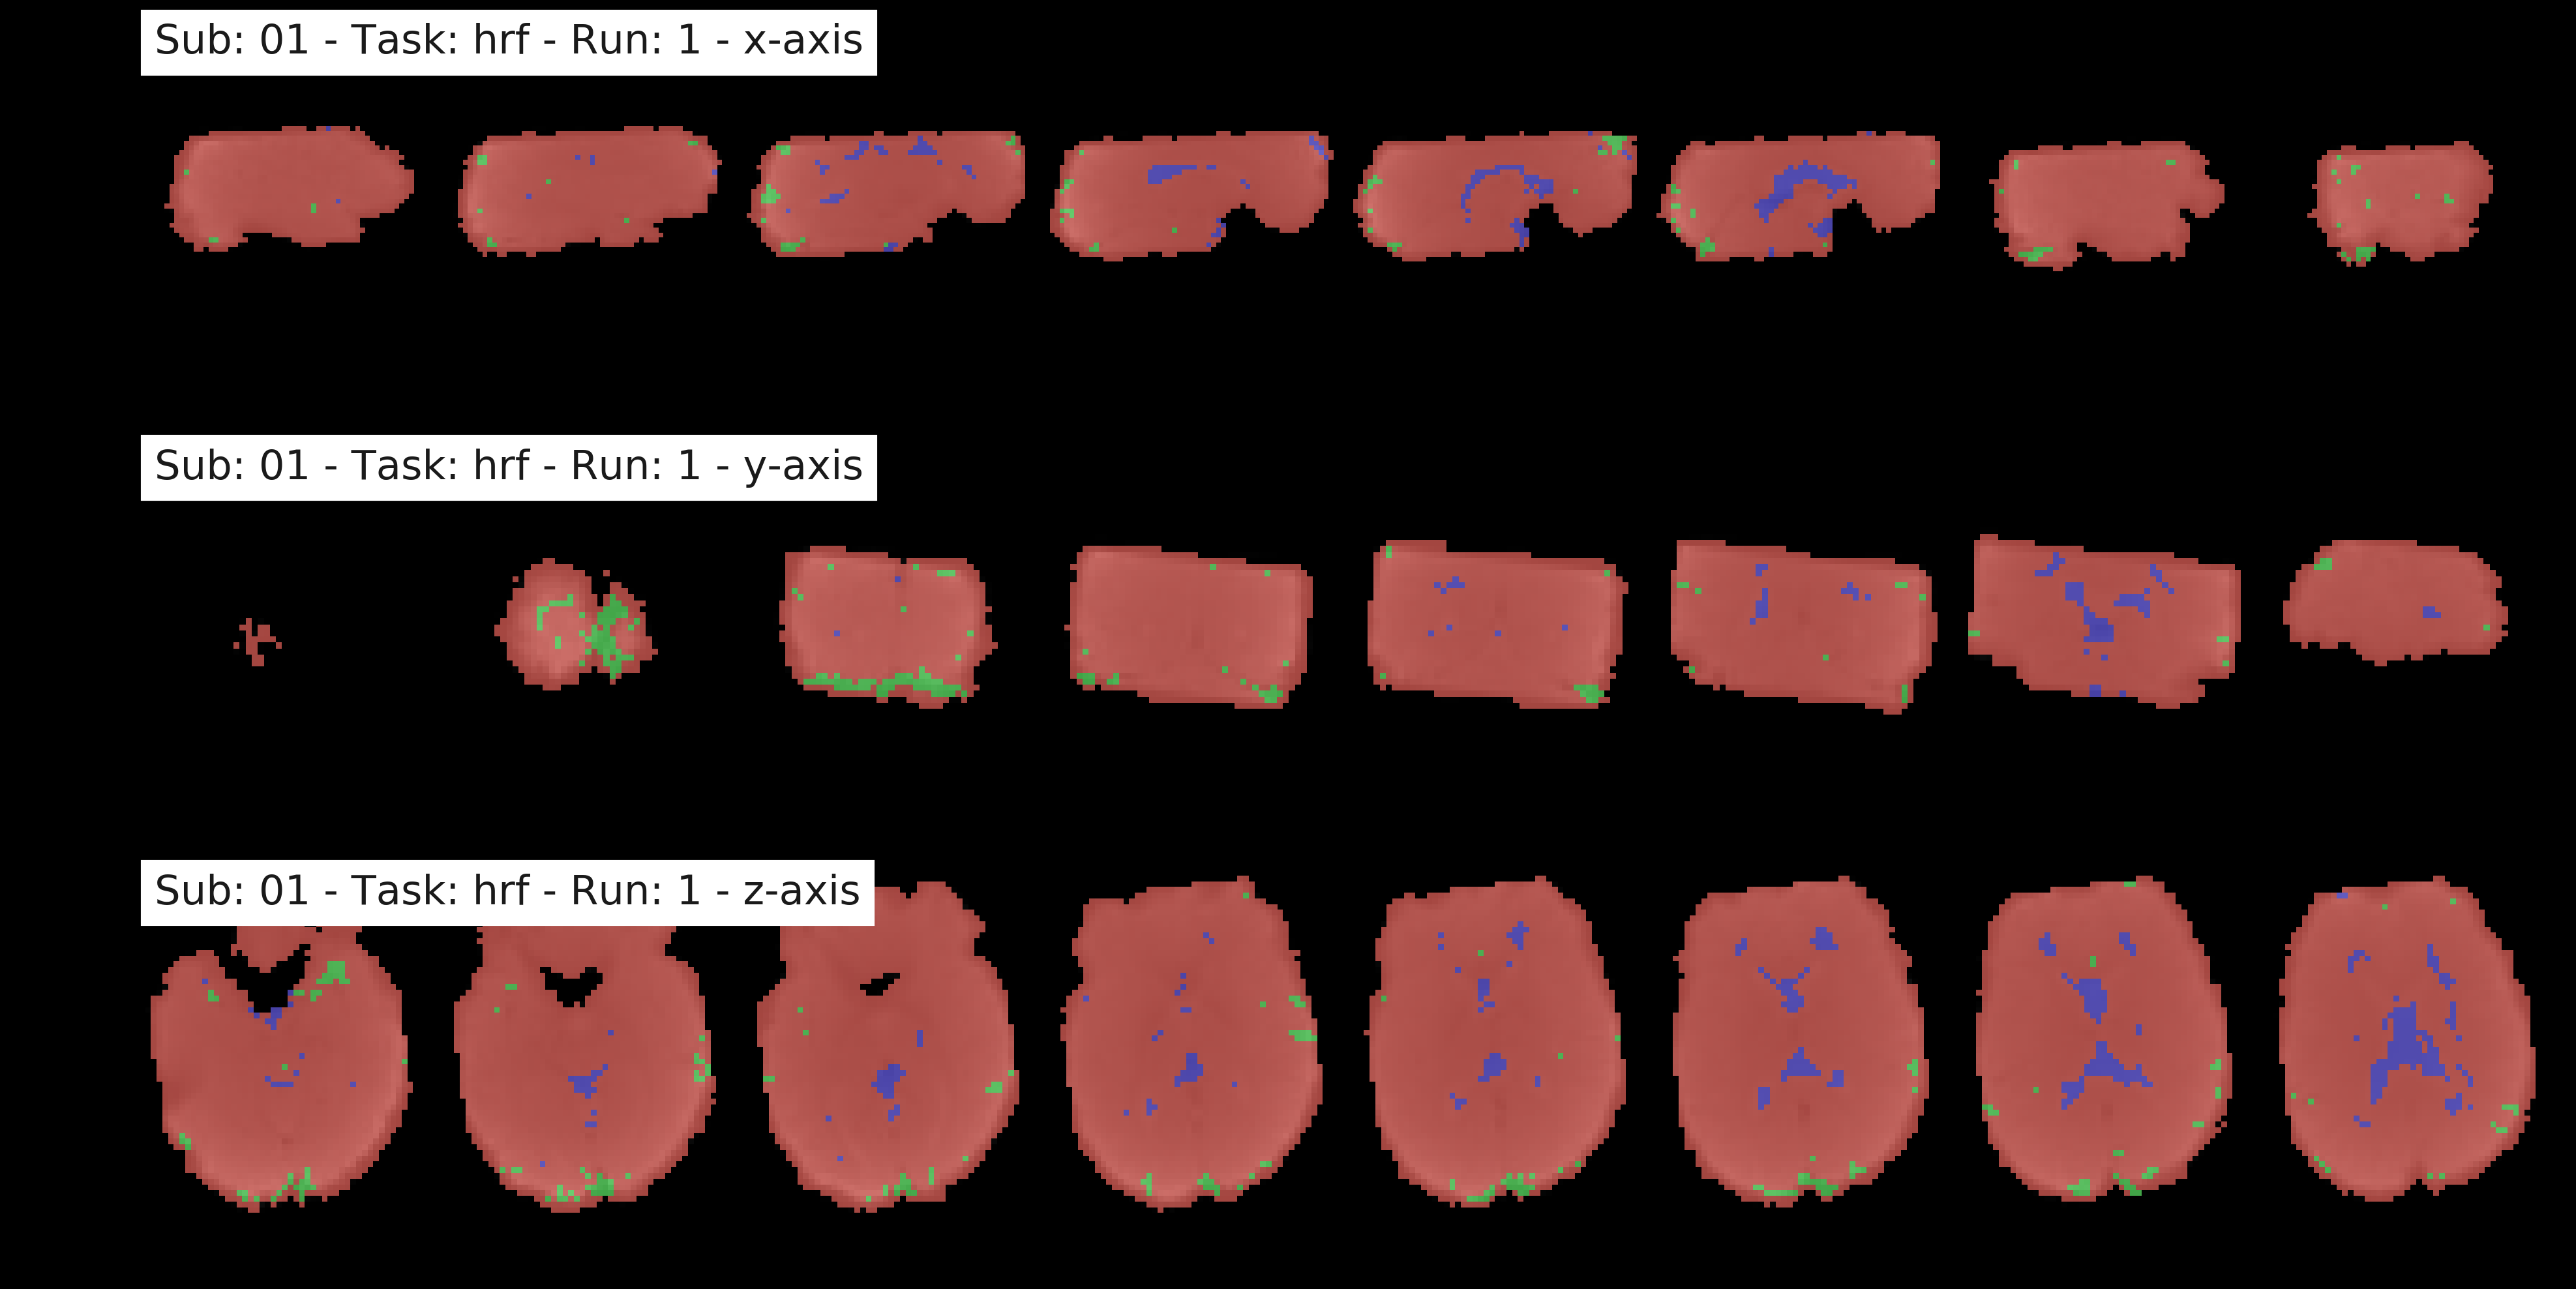 Sub: 01 - Task: hrf - Run: 1 - x-axis
Sub: 01 - Task: hrf - Run: 1 - y-axis
Sub: 01 - Task: hrf - Run: 1 - z-axis